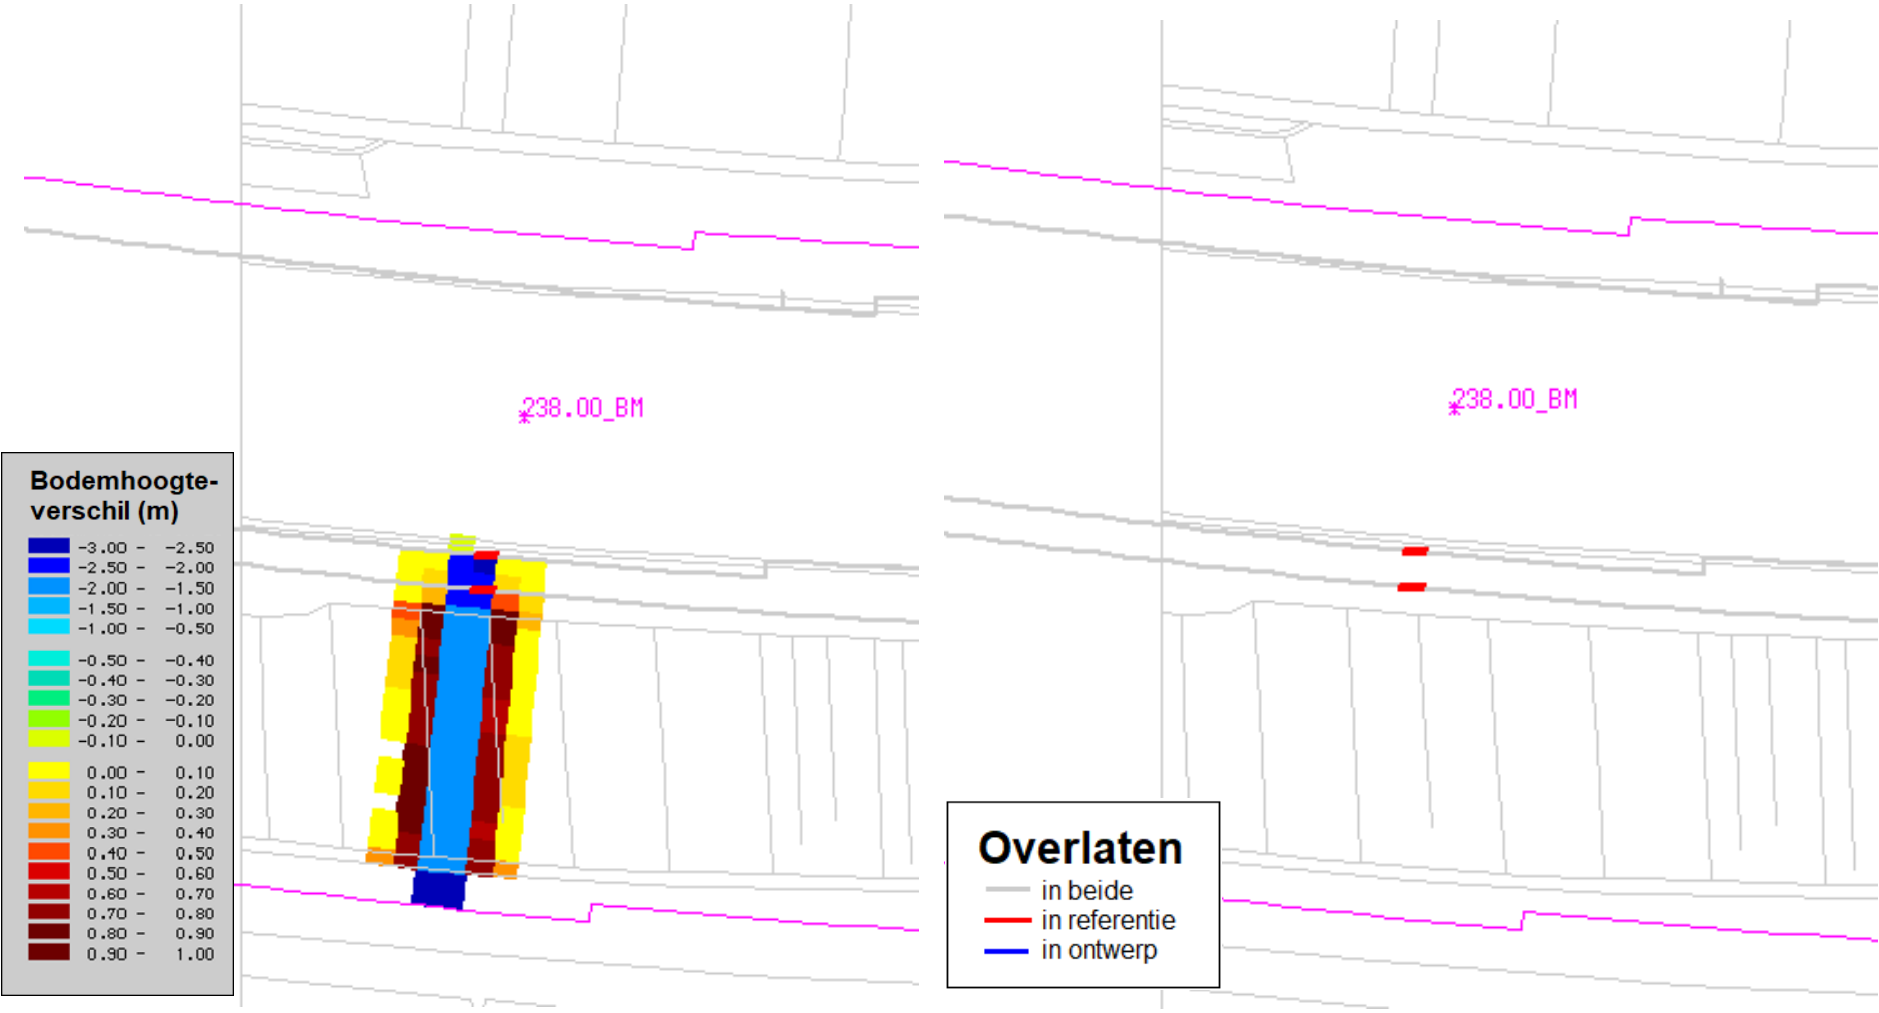 238.00_BM
238.00_BM
Bodemhoogte-
verschil (m)
-3.00 - -2.50
-2.50 - -2.00
-2.00 - -1.50
-1.50 - -1.00
-1.00 - -0.50
-0.50 - -0.40
-0.40 - -0.30
-0.30 - -0.20
-0.20 - -0.10
-0.10 - 0.00
0.00 - 0.10
0.10 - 0.20
0.20 - 0.30
0.30 - 0.40
0.40 - 0.50
0.50 - 0.60
0.60 - 0.70
0.70 - 0.80
0.80 - 0.90
0.90 - 1.00
Overlaten
in beide
in referentie
in ontwerp